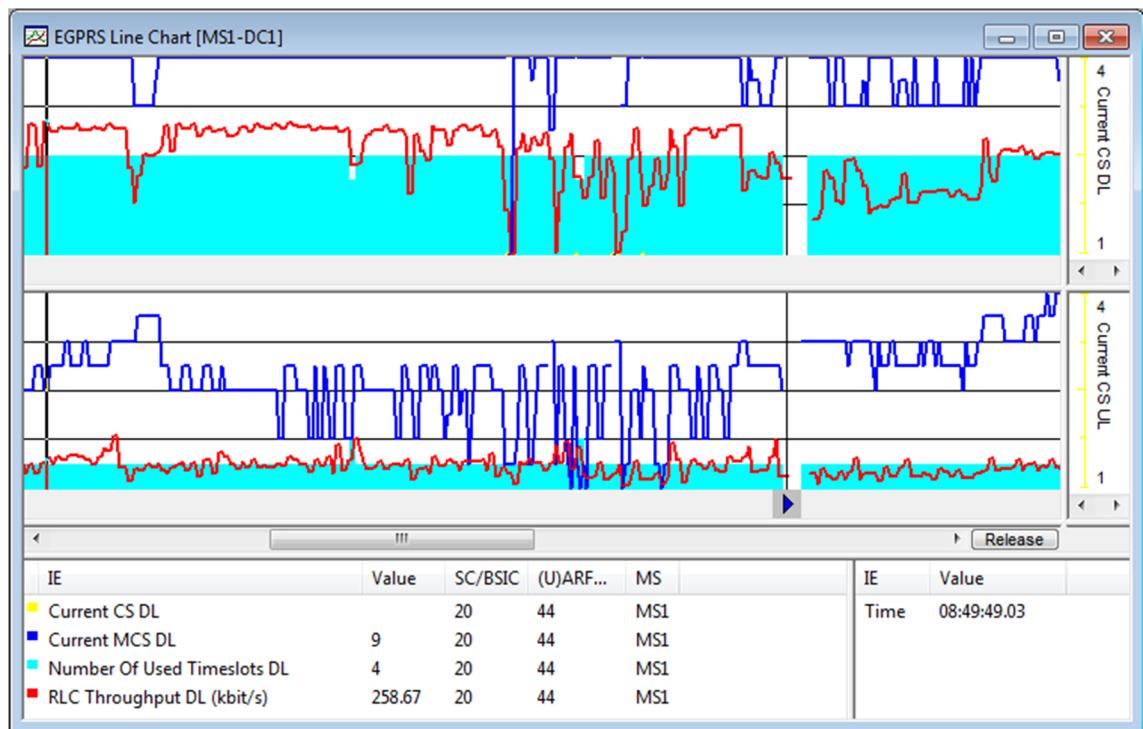 EGPRS Line Chart [MS1-DC1]
4
Current CS DL
1
4
Current CS UL
1
Release
IE Value SC/BSIC (U)ARF... MS
Current CS DL 20 44 MS1
Current MCS DL 9 20 44 MS1
Number Of Used Timeslots DL 4 20 44 MS1
RLC Throughput DL (kbit/s) 258.67 20 44 MS1
IE Value
Time 08:49:49.03